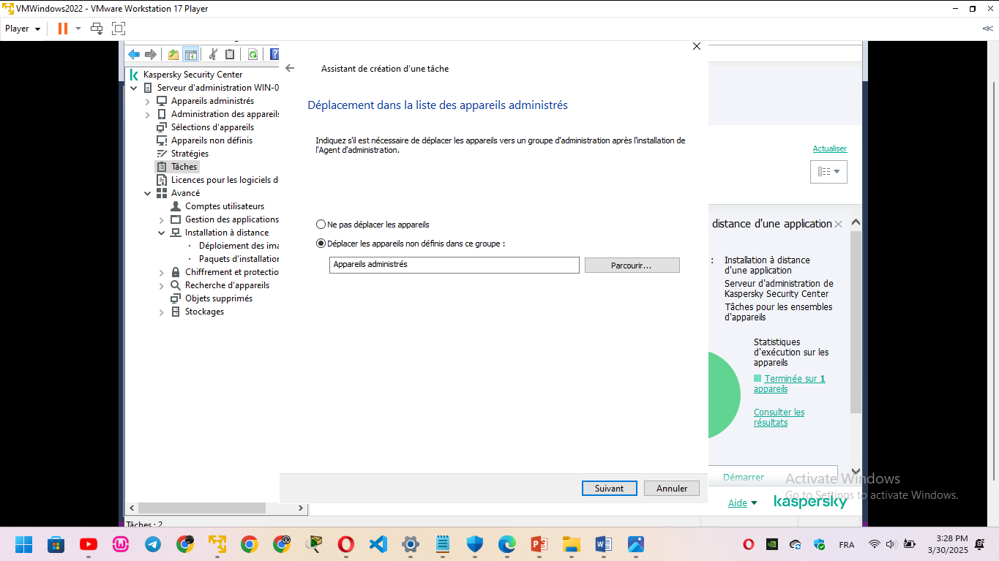 VMWindows2022 - VMware Workstation 17 Player
Player
Kaspersky Security Center
Serveur d'administration WIN-0
Appareils administrés
Administration des appareils
Sélections d'appareils
Appareils non définis
Stratégies
Tâches
Licences pour les logiciels d
Avancé
Comptes utilisateurs
Gestion des applications
Installation à distance
Déploiement des ima
Paquets d'installation
Chiffrement et protectio
Recherche d'appareils
Objets supprimés
Stockages
Tâches : 2
Assistant de création d'une tâche
Déplacement dans la liste des appareils administrés
Indiquez s'il est nécessaire de déplacer les appareils vers un groupe d'administration après l'installation de
l'Agent d'administration.
Ne pas déplacer les appareils
Déplacer les appareils non définis dans ce groupe :
Appareils administrés
Parcourir...
Suivant
Annuler
Actualiser
distance d'une application
: Installation à distance
d'une application
Serveur d'administration de
Kaspersky Security Center
Tâches pour les ensembles
d'appareils
Statistiques
d'exécution sur les
appareils
Terminée sur 1
appareils
Consulter les
résultats
Démarrer
Aide
kaspersky
Activate Windows
Go to Settings to activate Windows.
FRA
3:28 PM
3/30/2025